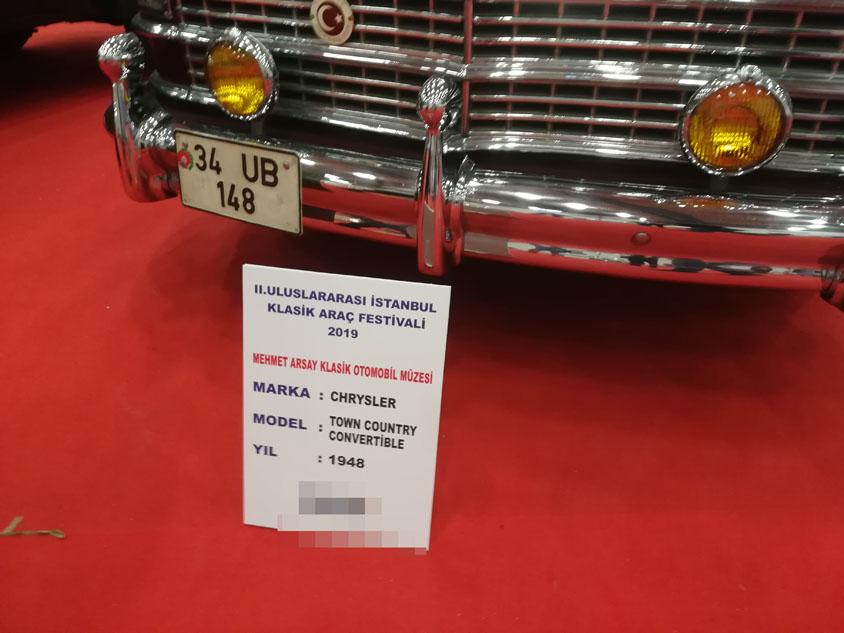 34 UB
148
II.ULUSLARARASI İSTANBUL
KLASİK ARAÇ FESTİVALİ
2019
MEHMET ARSAY KLASİK OTOMOBİL MÜZESİ
MARKA : CHRYSLER
MODEL : TOWN COUNTRY
CONVERTİBLE
YIL : 1948